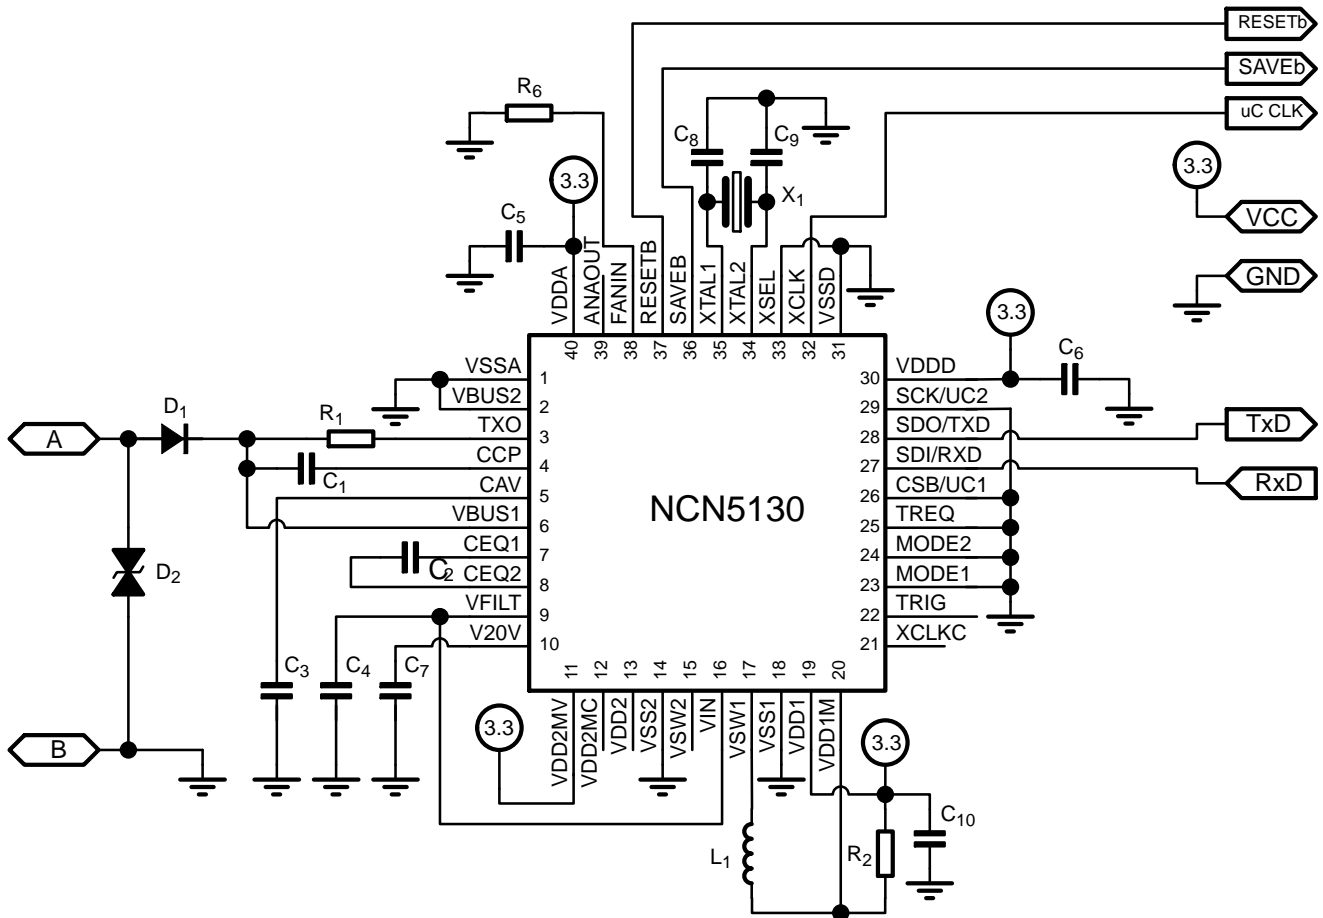 RESETb
SAVEb
uC CLK
R6
C8
C9
X1
3.3
C5
3.3
VCC
GND
VDDA
ANAOUT
FANIN
RESETB
SAVEB
XTAL1
XTAL2
XSEL
XCLK
VSSD
40
39
38
37
36
35
34
33
32
31
3.3
C6
VSSA
1
VBUS2
2
TXO
3
CCP
4
CAV
5
VBUS1
6
CEQ1
7
CEQ2
8
VFILT
9
V20V
10
A
D1
R1
C1
D2
C2
C3
C4
C7
B
NCN5130
30
VDDD
29
SCK/UC2
28
SDO/TXD
27
SDI/RXD
26
CSB/UC1
25
TREQ
24
MODE2
23
MODE1
22
TRIG
21
XCLKC
TxD
RxD
11
12
13
14
15
16
17
18
19
20
VDD2MV
VDD2MC
VDD2
VSS2
VSW2
VIN
VSW1
VSS1
VDD1
VDD1M
3.3
3.3
L1
R2
C10